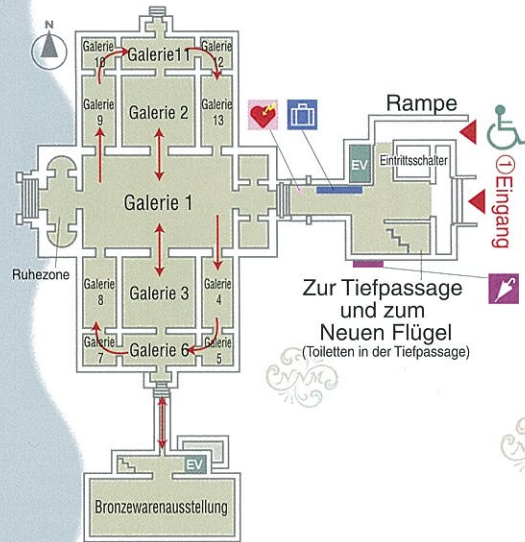 N
Galerie
10
Galerie11
Galerie
12
Galerie
9
Galerie 2
Galerie
13
Rampe
EV
Eintrittsschalter
①Eingang
Galerie 1
Ruhezone
Galerie
8
Galerie 3
Galerie
4
Galerie
7
Galerie 6
Galerie
5
Zur Tiefpassage
und zum
Neuen Flügel
(Toiletten in der Tiefpassage)
EV
Bronzewarenausstellung